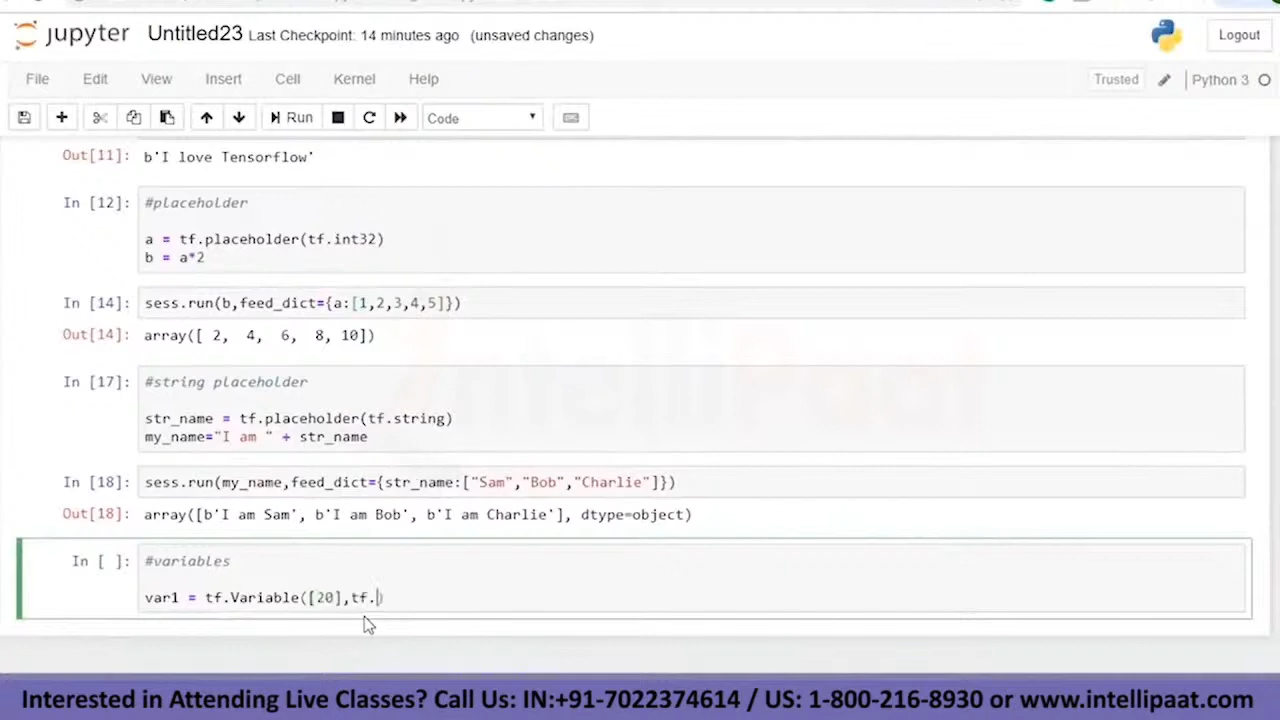 jupyter Untitled23 Last Checkpoint: 14 minutes ago (unsaved changes) Logout
File Edit View Insert Cell Kernel Help Trusted Python 3
Run Code
Out[11]: b'I love Tensorflow'
In [12]: #placeholder
a = tf.placeholder(tf.int32)
b = a*2
In [14]: sess.run(b,feed_dict={a:[1,2,3,4,5]})
Out[14]: array([ 2, 4, 6, 8, 10])
In [17]: #string placeholder
str_name = tf.placeholder(tf.string)
my_name="I am " + str_name
In [18]: sess.run(my_name,feed_dict={str_name:["Sam","Bob","Charlie"]})
Out[18]: array([b'I am Sam', b'I am Bob', b'I am Charlie'], dtype=object)
In [ ]: #variables
var1 = tf.Variable([20],tf.)
IntelliPaat
Interested in Attending Live Classes? Call Us: IN:+91-7022374614 / US: 1-800-216-8930 or www.intellipaat.com